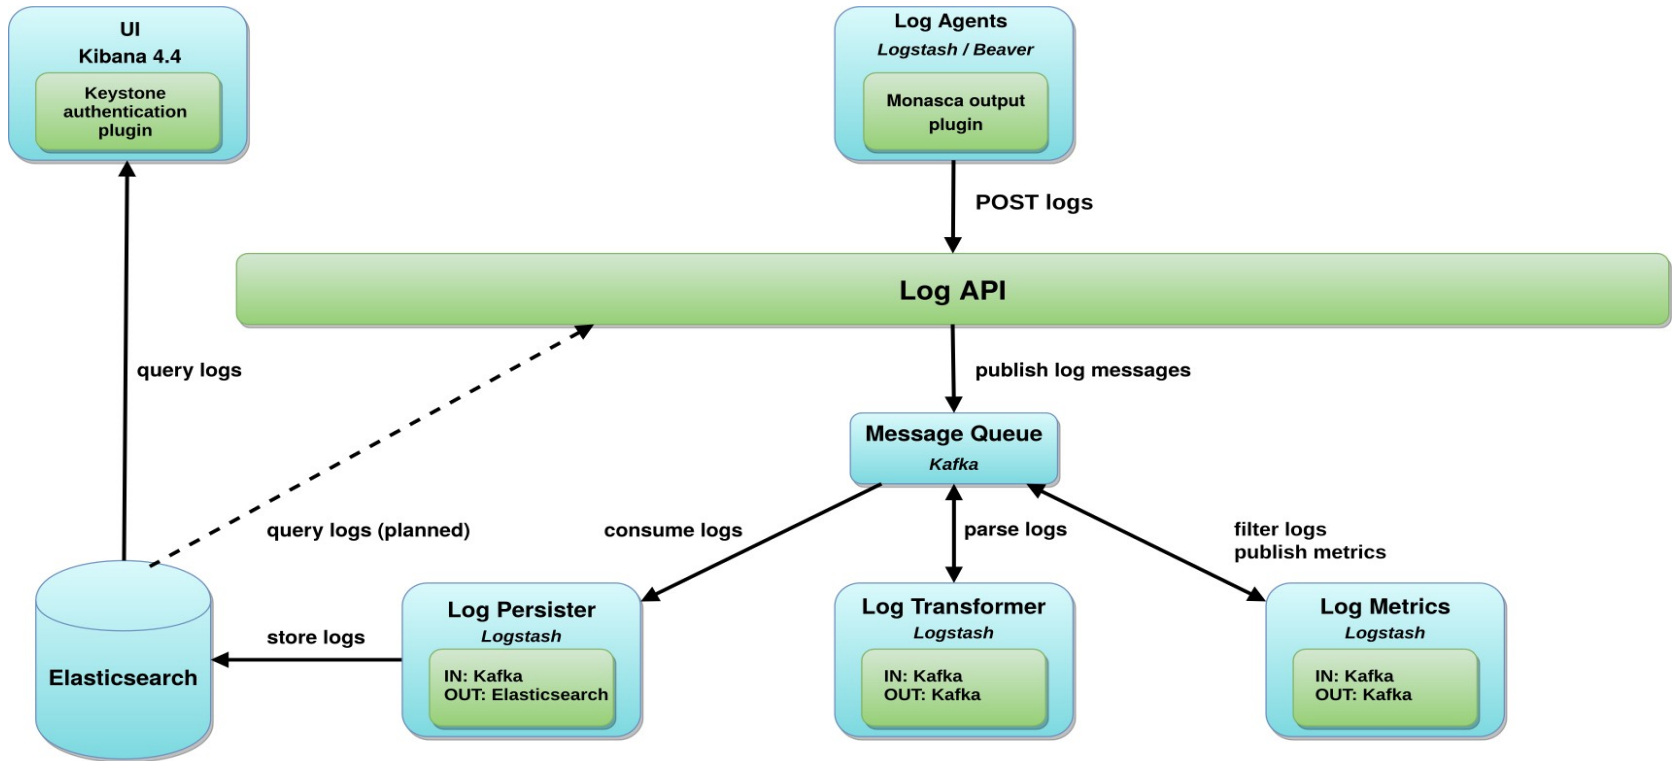 UI
Kibana 4.4
Keystone
authentication
plugin
Log Agents
Logstash / Beaver
Monasca output
plugin
POST logs
Log API
query logs
publish log messages
Message Queue
Kafka
query logs (planned)
consume logs
parse logs
filter logs
publish metrics
Elasticsearch
store logs
Log Persister
Logstash
IN: Kafka
OUT: Elasticsearch
Log Transformer
Logstash
IN: Kafka
OUT: Kafka
Log Metrics
Logstash
IN: Kafka
OUT: Kafka